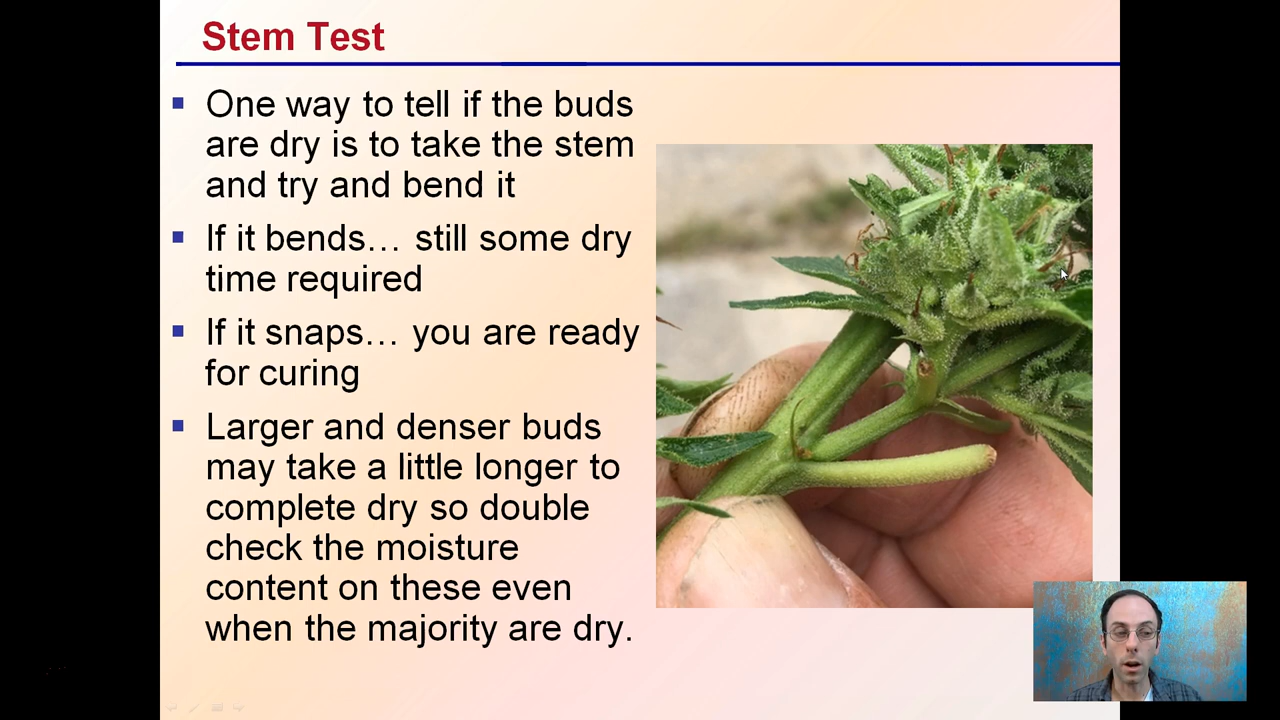 Stem Test
One way to tell if the buds
are dry is to take the stem
and try and bend it
If it bends… still some dry
time required
If it snaps… you are ready
for curing
Larger and denser buds
may take a little longer to
complete dry so double
check the moisture
content on these even
when the majority are dry.